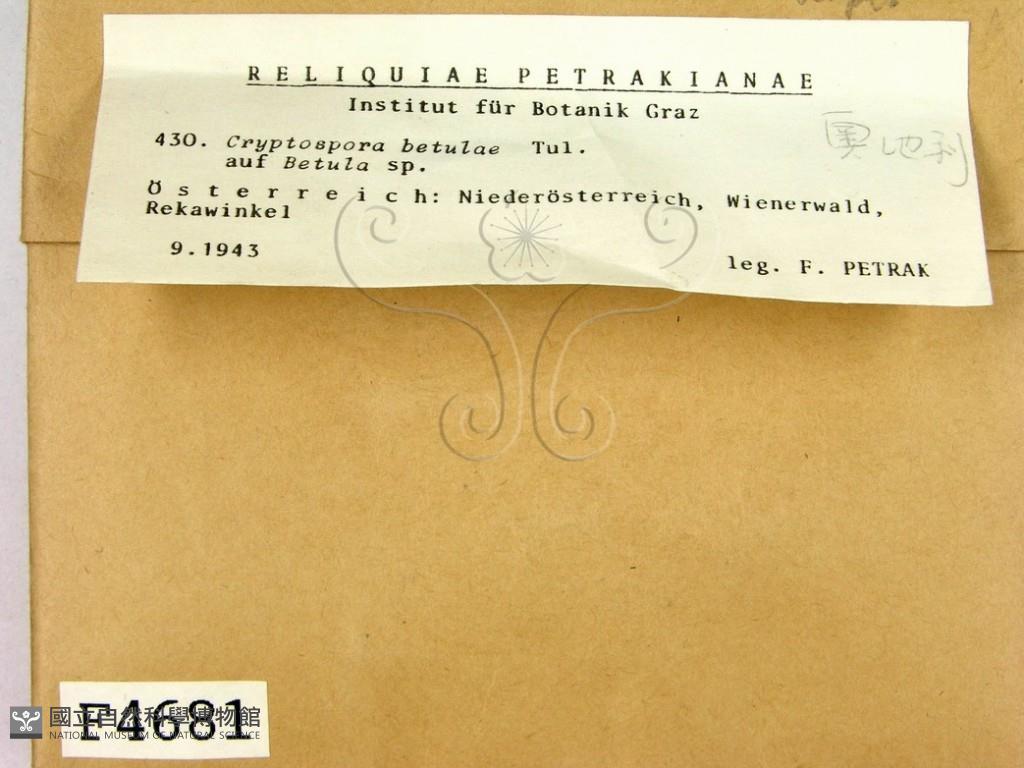 RELIQUIAE PETRAKIANAE
Institut für Botanik Graz
奧地利
430. Cryptospora betulae Tul.
auf Betula sp.
Österreich: Niederösterreich, Wienerwald,
Rekawinkel
9.1943
leg. F. PETRAK
F4681
國立自然科學博物館
NATIONAL MUSEUM OF NATURAL SCIENCE